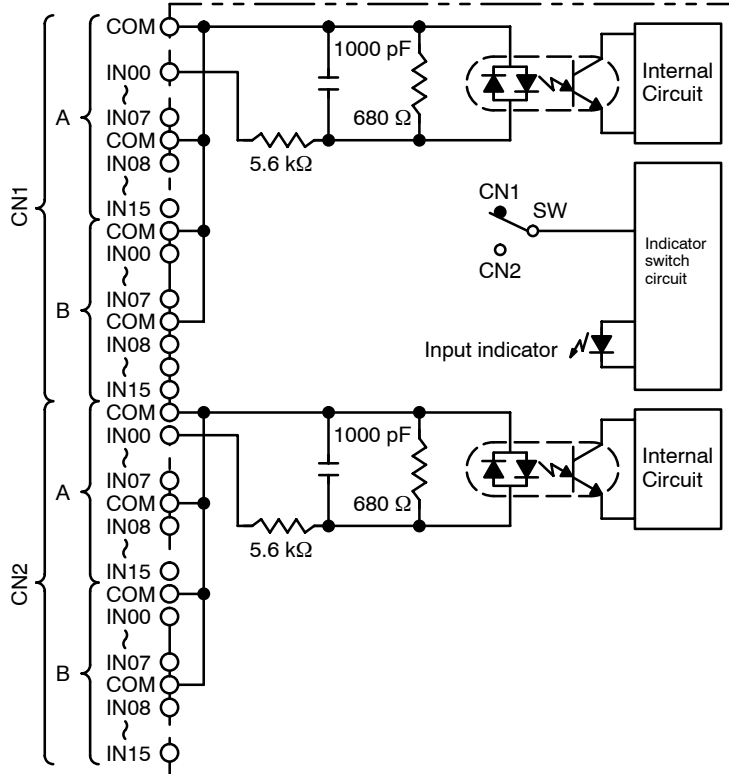 CN1
A
COM
IN00
~
IN07
COM
IN08
~
IN15
B
COM
IN00
~
IN07
COM
IN08
~
IN15
1000 pF
680 Ω
5.6 kΩ
Internal
Circuit
CN1
SW
CN2
Indicator
switch
circuit
Input indicator
CN2
A
COM
IN00
~
IN07
COM
IN08
~
IN15
B
COM
IN00
~
IN07
COM
IN08
~
IN15
1000 pF
680 Ω
5.6 kΩ
Internal
Circuit